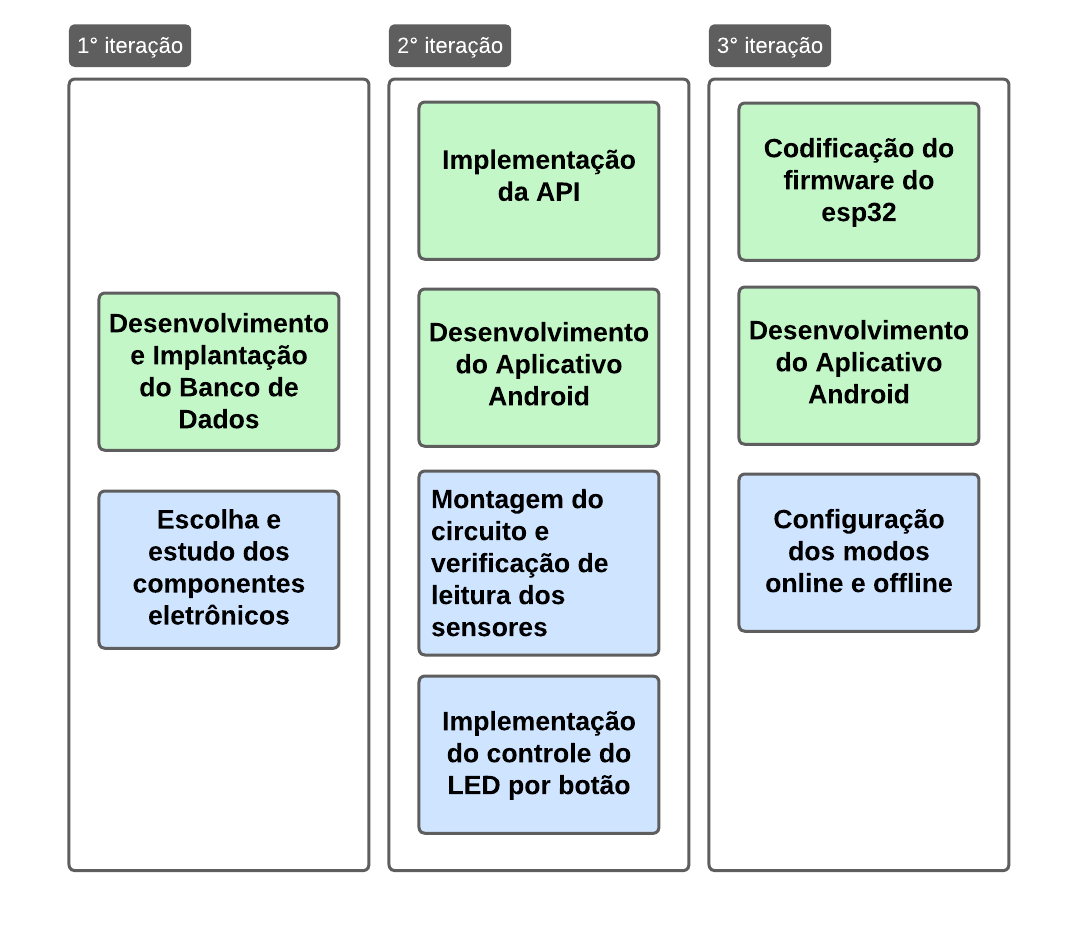 1° iteração
2° iteração
3° iteração
Desenvolvimento
e Implantação
do Banco de
Dados
Escolha e
estudo dos
componentes
eletrônicos
Implementação
da API
Desenvolvimento
do Aplicativo
Android
Montagem do
circuito e
verificação de
leitura dos
sensores
Implementação
do controle do
LED por botão
Codificação do
firmware do
esp32
Desenvolvimento
do Aplicativo
Android
Configuração
dos modos
online e offline